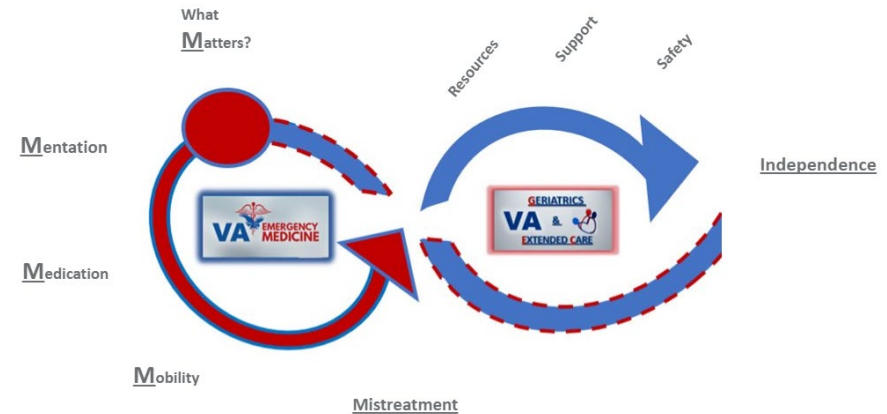 What
Matters?
Resources
Support
Safety
Mentation
Independence
VA EMERGENCY
MEDICINE
GERIATRICS
VA &
EXTENDED CARE
Medication
Mobility
Mistreatment